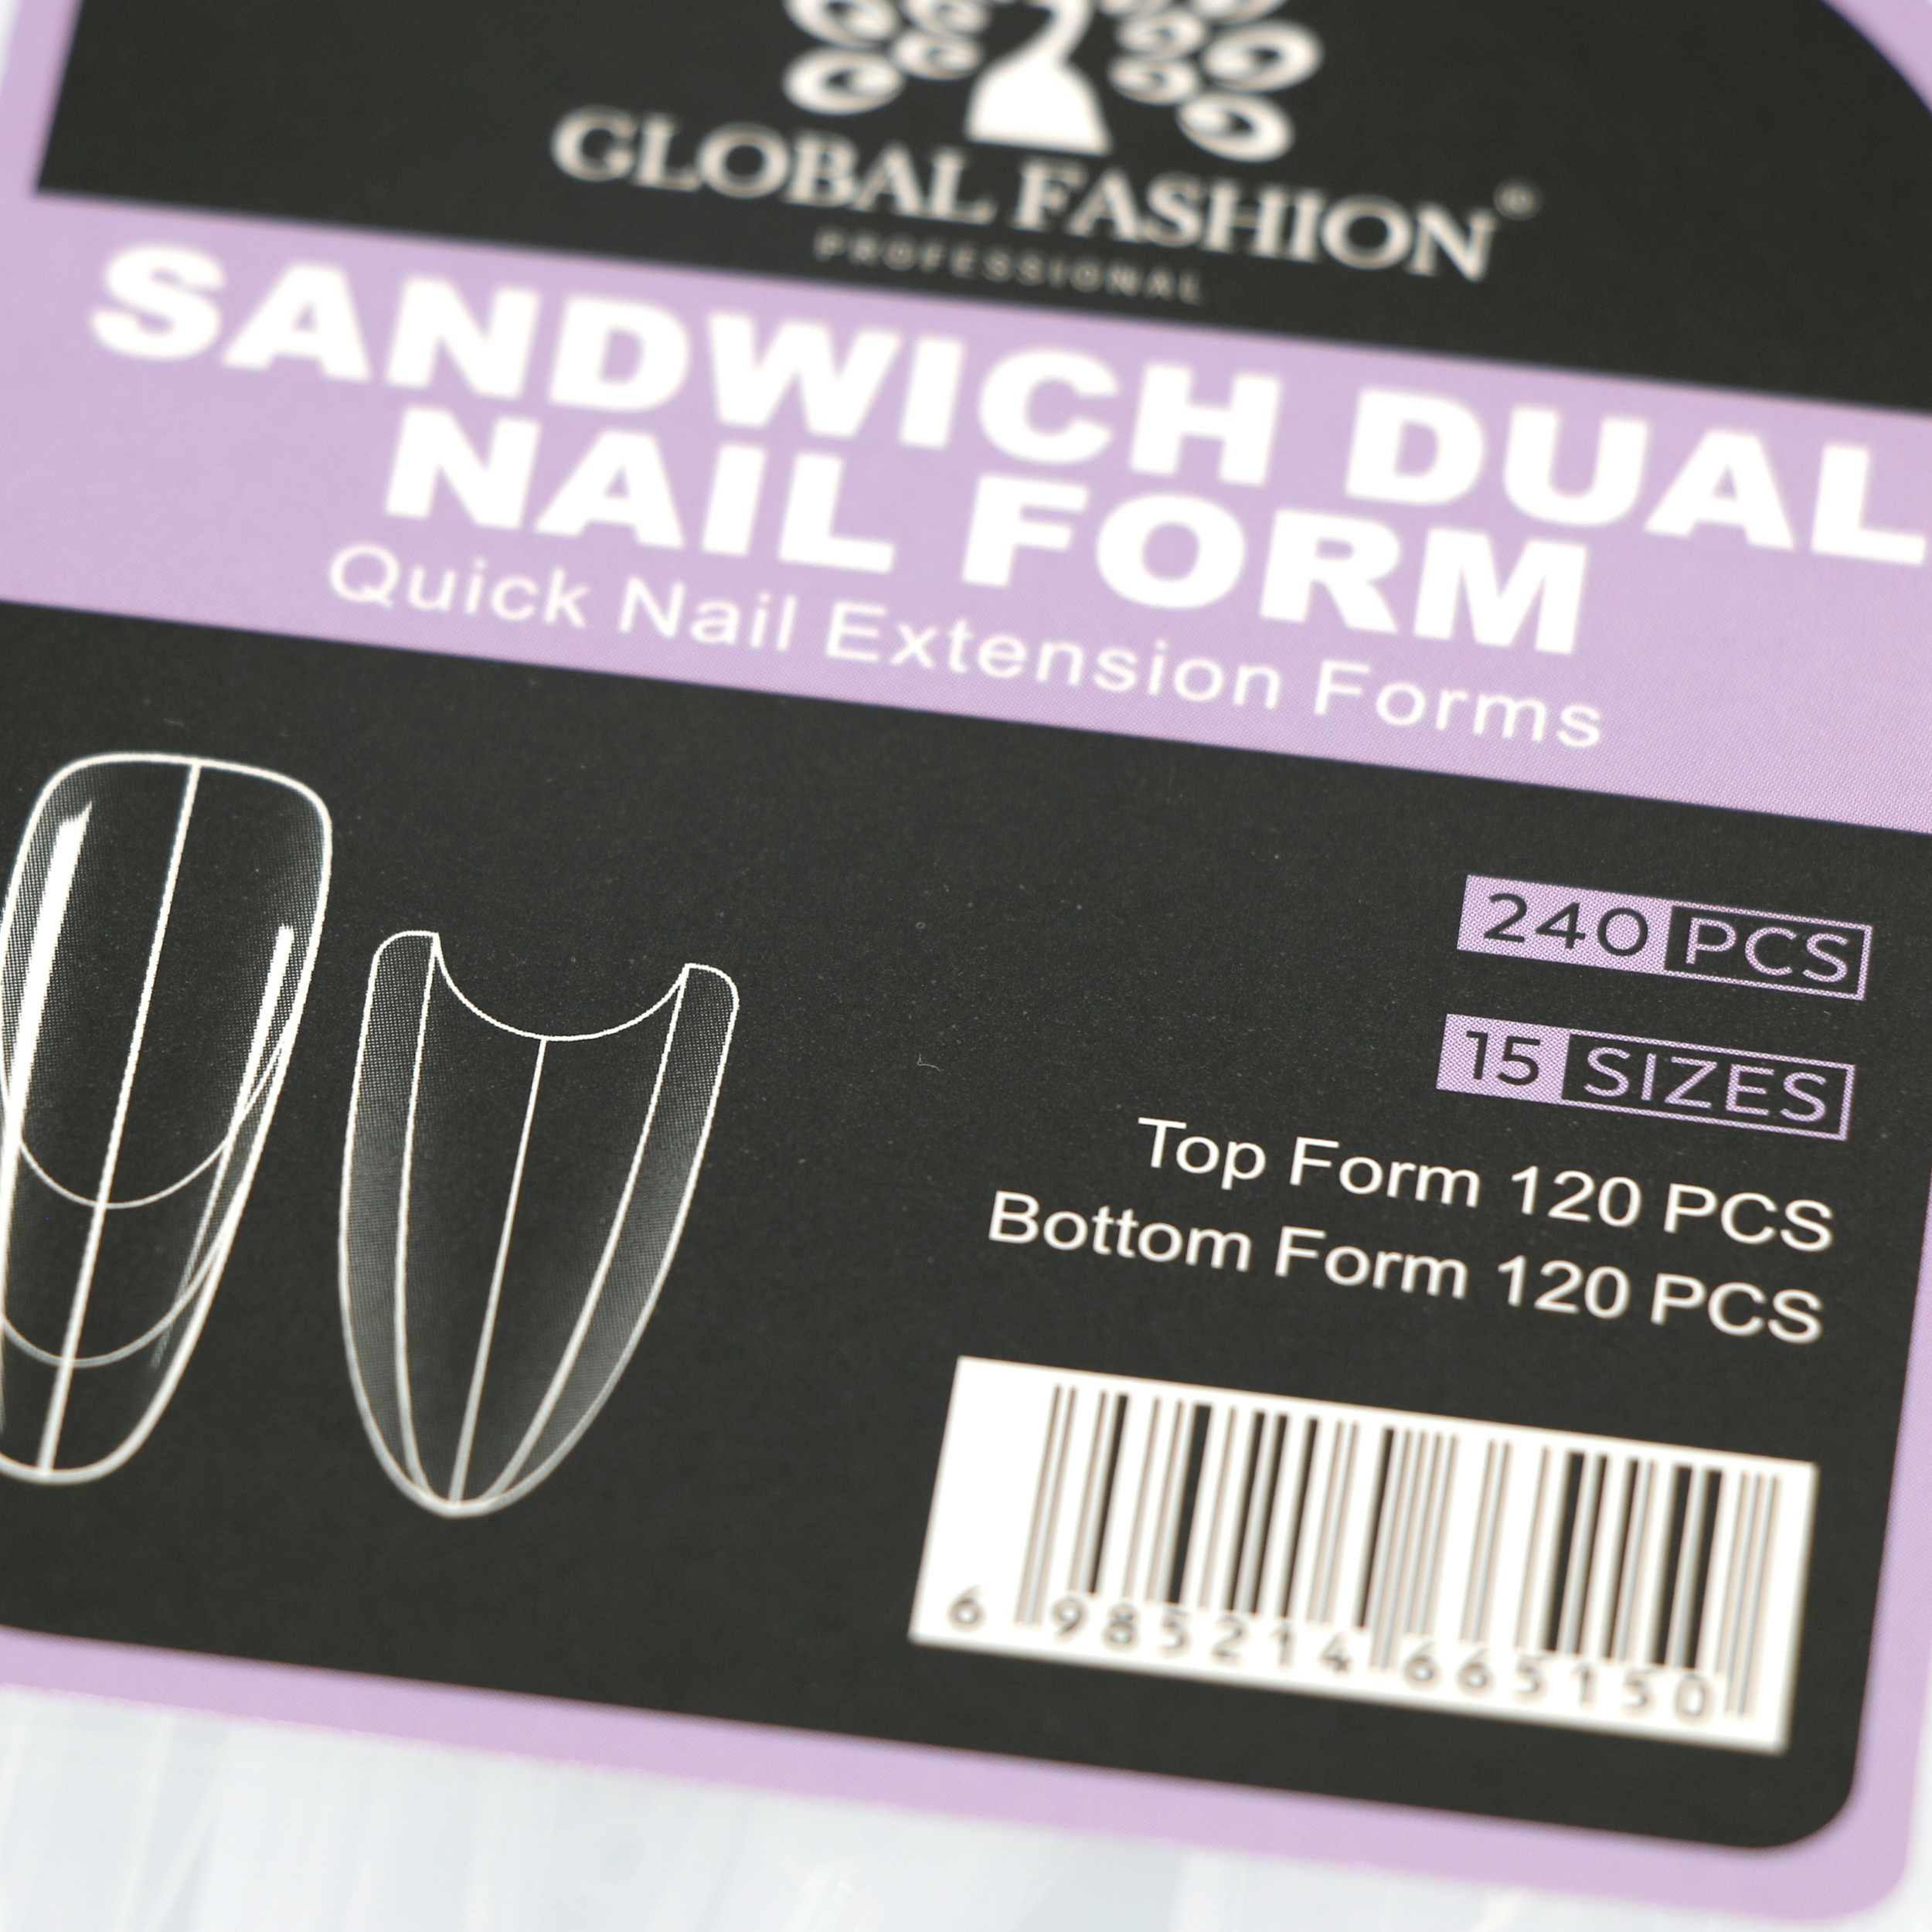 GLOBAL FASHION®
PROFESSIONAL
SANDWICH DUAL
NAIL FORM
Quick Nail Extension Forms
240 PCS
15 SIZES
Top Form 120 PCS
Bottom Form 120 PCS
6 985214 665150